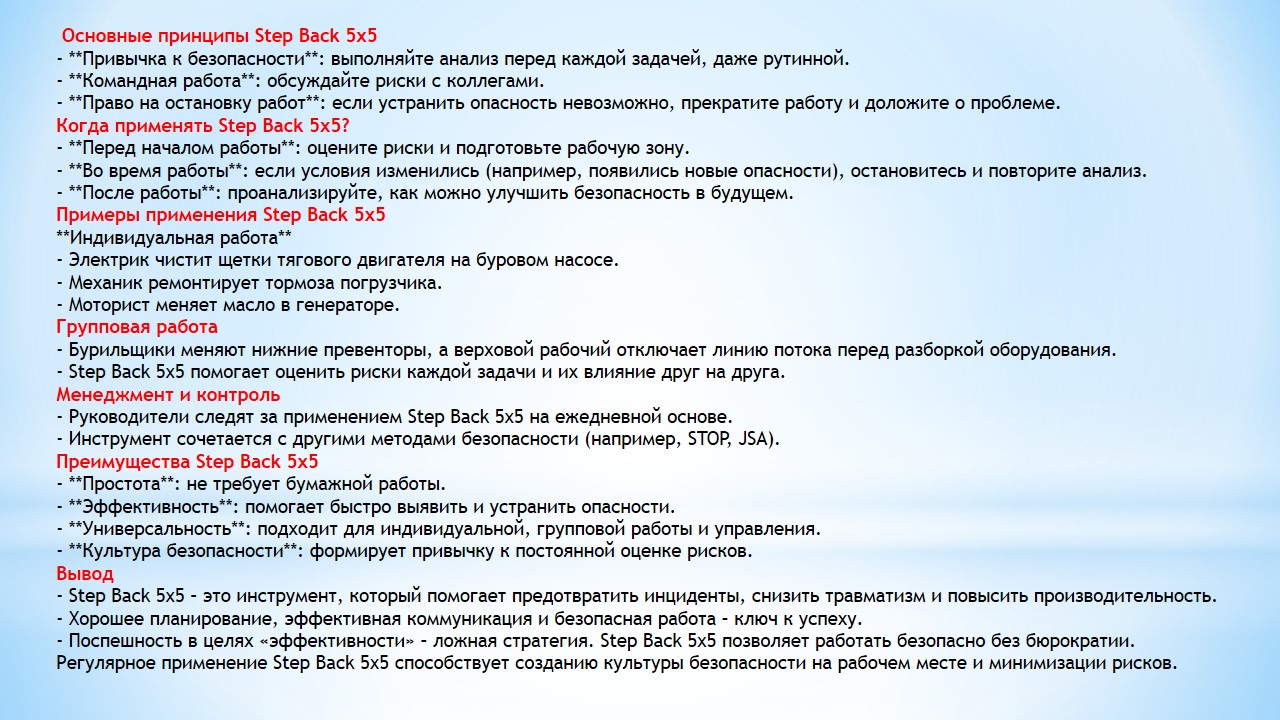 Основные принципы Step Back 5x5
- **Привычка к безопасности**: выполняйте анализ перед каждой задачей, даже рутинной.
- **Командная работа**: обсуждайте риски с коллегами.
- **Право на остановку работ**: если устранить опасность невозможно, прекратите работу и доложите о проблеме.
Когда применять Step Back 5x5?
- **Перед началом работы**: оцените риски и подготовьте рабочую зону.
- **Во время работы**: если условия изменились (например, появились новые опасности), остановитесь и повторите анализ.
- **После работы**: проанализируйте, как можно улучшить безопасность в будущем.
Примеры применения Step Back 5x5
**Индивидуальная работа**
- Электрик чистит щетки тягового двигателя на буровом насосе.
- Механик ремонтирует тормоза погрузчика.
- Моторист меняет масло в генераторе.
Групповая работа
- Бурильщики меняют нижние превенторы, а верховой рабочий отключает линию потока перед разборкой оборудования.
- Step Back 5x5 помогает оценить риски каждой задачи и их влияние друг на друга.
Менеджмент и контроль
- Руководители следят за применением Step Back 5x5 на ежедневной основе.
- Инструмент сочетается с другими методами безопасности (например, STOP, JSA).
Преимущества Step Back 5x5
- **Простота**: не требует бумажной работы.
- **Эффективность**: помогает быстро выявить и устранить опасности.
- **Универсальность**: подходит для индивидуальной, групповой работы и управления.
- **Культура безопасности**: формирует привычку к постоянной оценке рисков.
Вывод
- Step Back 5x5 – это инструмент, который помогает предотвратить инциденты, снизить травматизм и повысить производительность.
- Хорошее планирование, эффективная коммуникация и безопасная работа – ключ к успеху.
- Поспешность в целях «эффективности» – ложная стратегия. Step Back 5x5 позволяет работать безопасно без бюрократии.
Регулярное применение Step Back 5x5 способствует созданию культуры безопасности на рабочем месте и минимизации рисков.